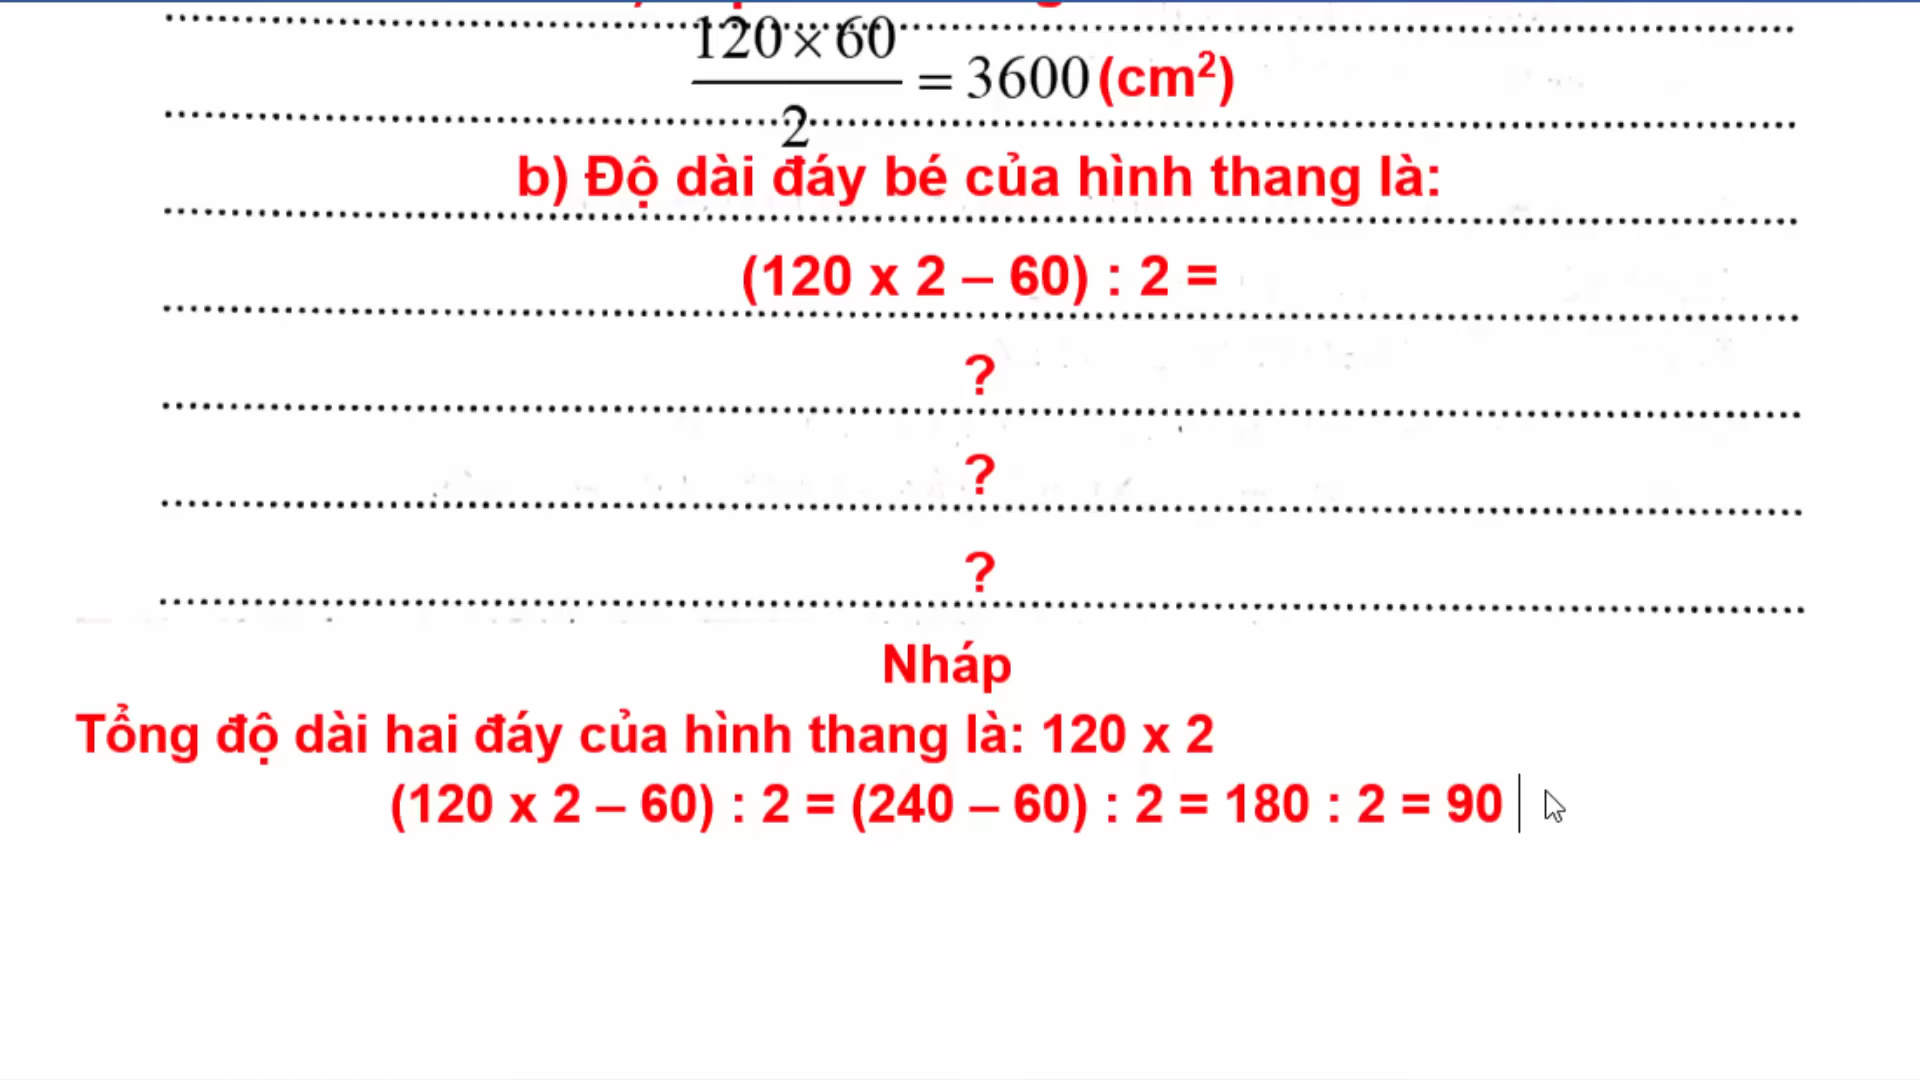 120 × 60 / 2 = 3600 (cm²)
b) Độ dài đáy bé của hình thang là:
(120 x 2 – 60) : 2 =
?
?
?
Nháp
Tổng độ dài hai đáy của hình thang là: 120 x 2
(120 x 2 – 60) : 2 = (240 – 60) : 2 = 180 : 2 = 90